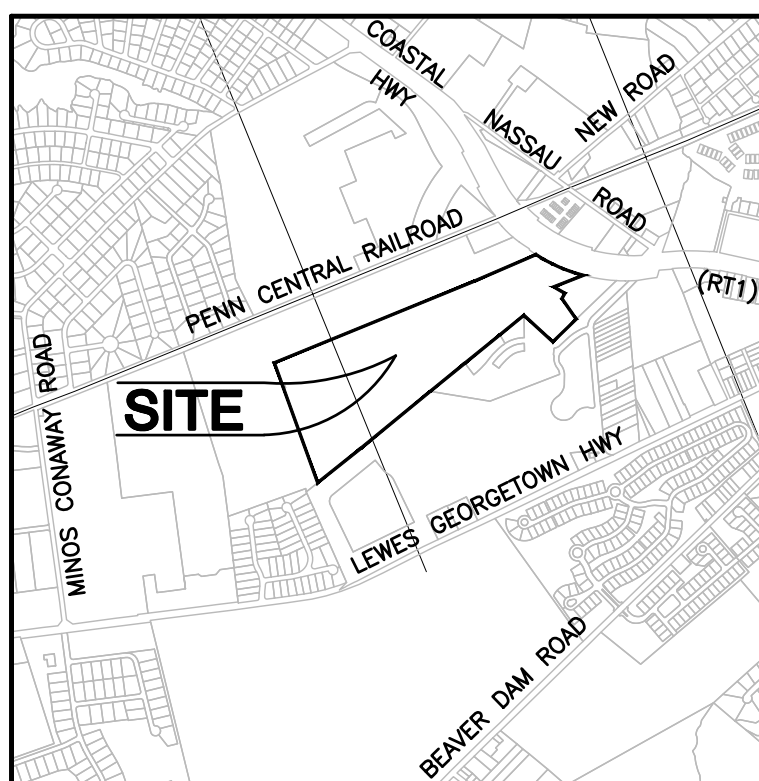 COASTAL
HWY
NEW ROAD
NASSAU
ROAD
PENN CENTRAL RAILROAD
(RT1)
SITE
MINOS CONAWAY ROAD
LEWES GEORGETOWN HWY
BEAVER DAM ROAD